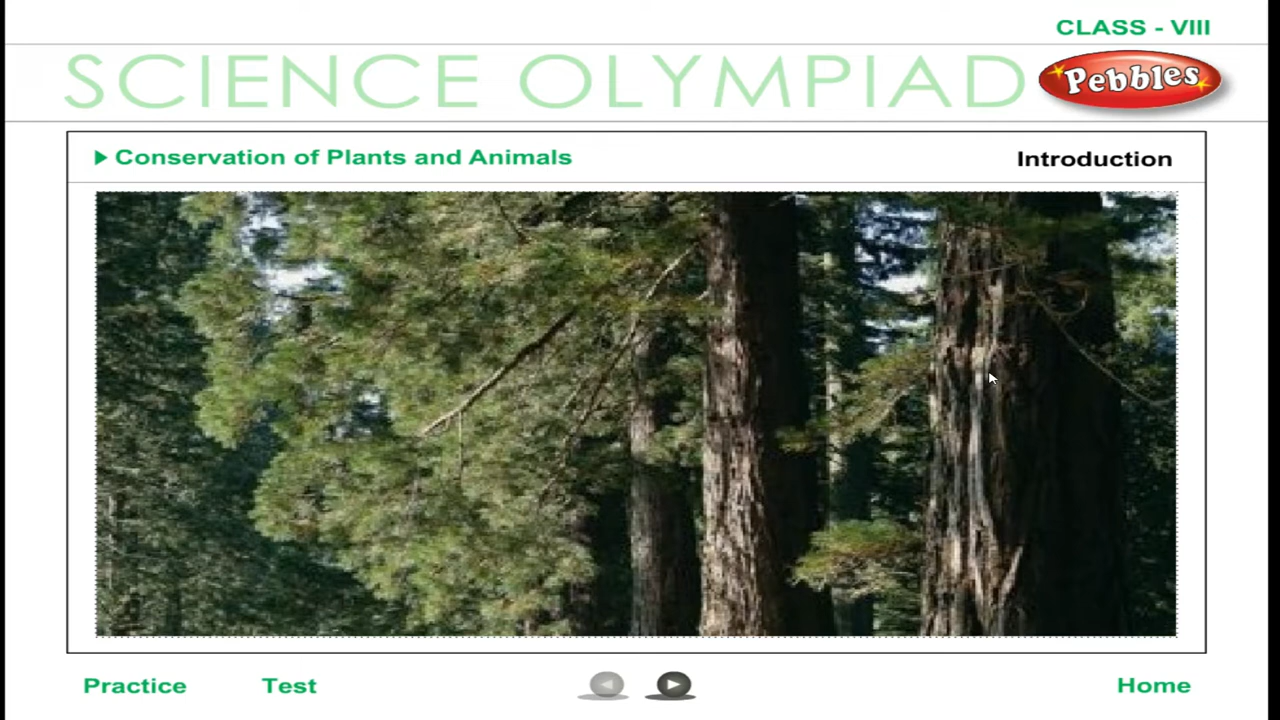 CLASS - VIII
SCIENCE OLYMPIAD
Pebbles
Conservation of Plants and Animals
Introduction
Practice
Test
Home